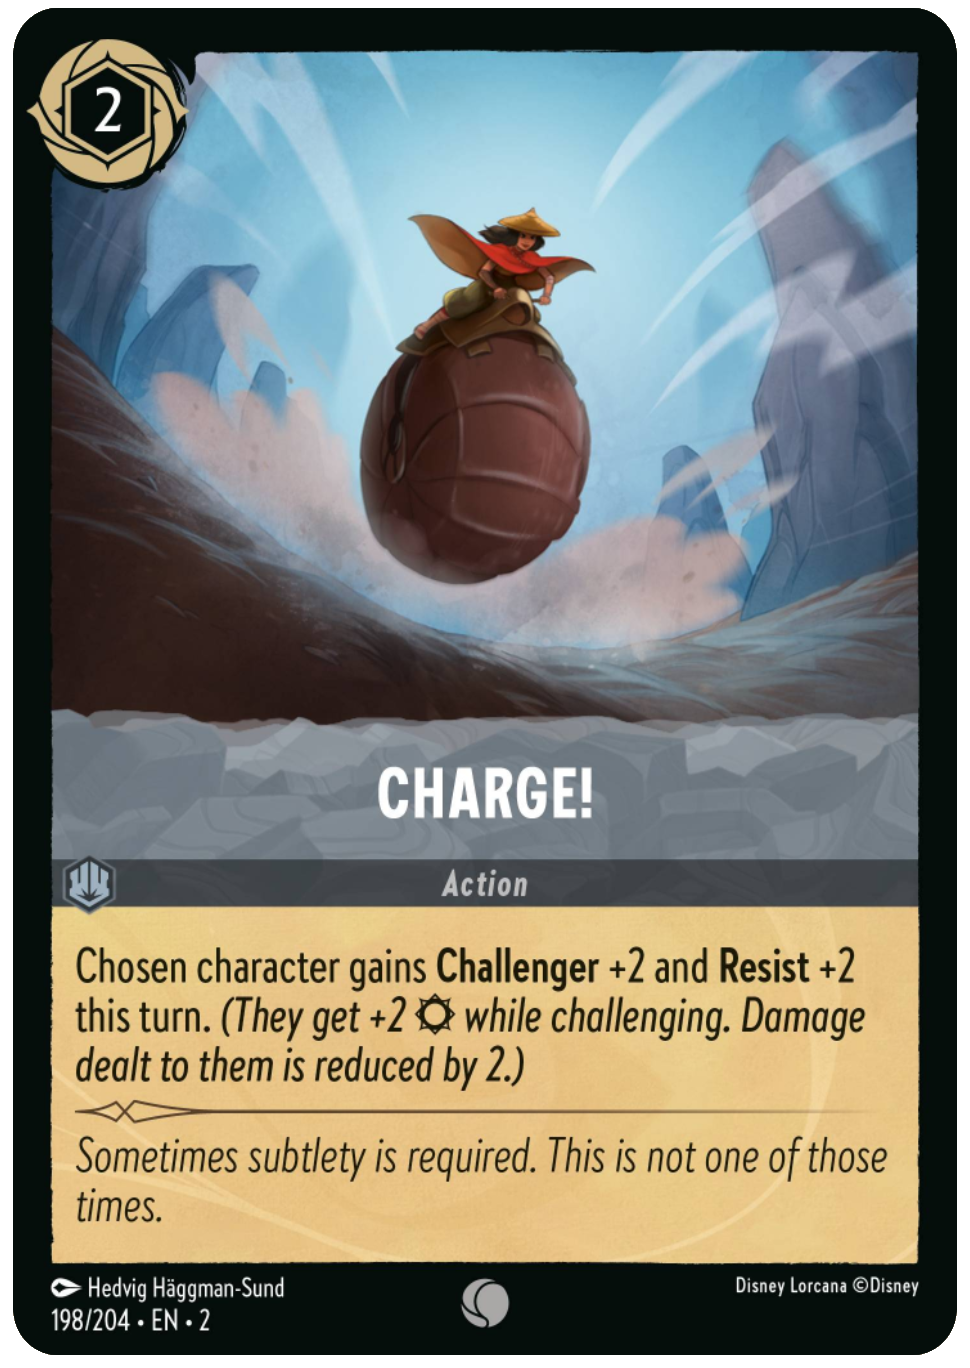 2
CHARGE!
Action
Chosen character gains Challenger +2 and Resist +2
this turn. (They get +2 while challenging. Damage
dealt to them is reduced by 2.)
Sometimes subtlety is required. This is not one of those
times.
Hedvig Häggman-Sund
Disney Lorcana ©Disney
198/204 • EN • 2